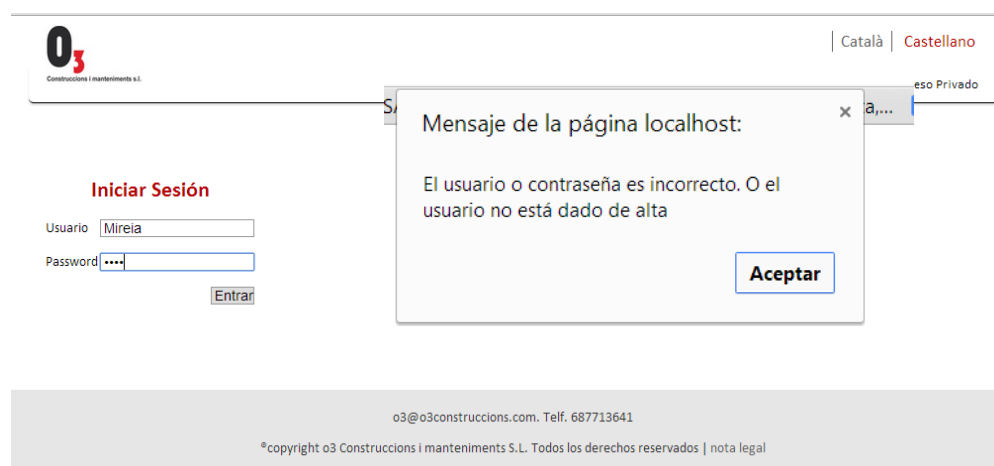 O3
Construccions i manteniments s.l.
Català
Castellano
eso Privado
Mensaje de la página localhost:
×
a,...
El usuario o contraseña es incorrecto. O el
usuario no está dado de alta
Aceptar
Iniciar Sesión
Usuario Mireia
Password ••••
Entrar
o3@o3construccions.com. Telf. 687713641
©copyright o3 Construccions i manteniments S.L. Todos los derechos reservados | nota legal